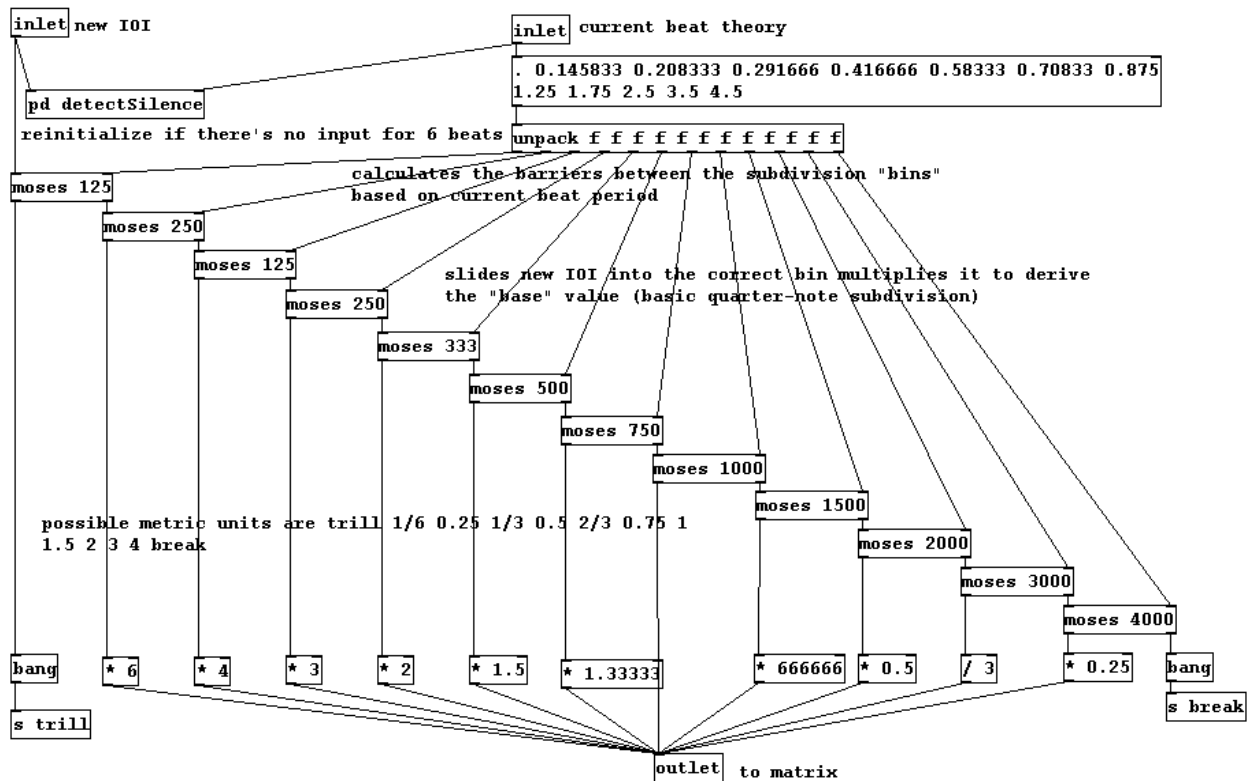 inlet new IOI
inlet current beat theory
. 0.145833 0.208333 0.291666 0.416666 0.58333 0.70833 0.875
1.25 1.75 2.5 3.5 4.5
pd detectSilence
reinitialize if there's no input for 6 beats
unpack f f f f f f f f f f f f
calculates the barriers between the subdivision "bins"
based on current beat period
moses 125
moses 250
moses 125
slides new IOI into the correct bin multiplies it to derive
the "base" value (basic quarter-note subdivision)
moses 250
moses 333
moses 500
moses 750
moses 1000
moses 1500
possible metric units are trill 1/6 0.25 1/3 0.5 2/3 0.75 1
1.5 2 3 4 break
moses 2000
moses 3000
moses 4000
bang
* 6
* 4
* 3
* 2
* 1.5
* 1.33333
* 666666
* 0.5
/ 3
* 0.25
bang
s trill
s break
outlet to matrix